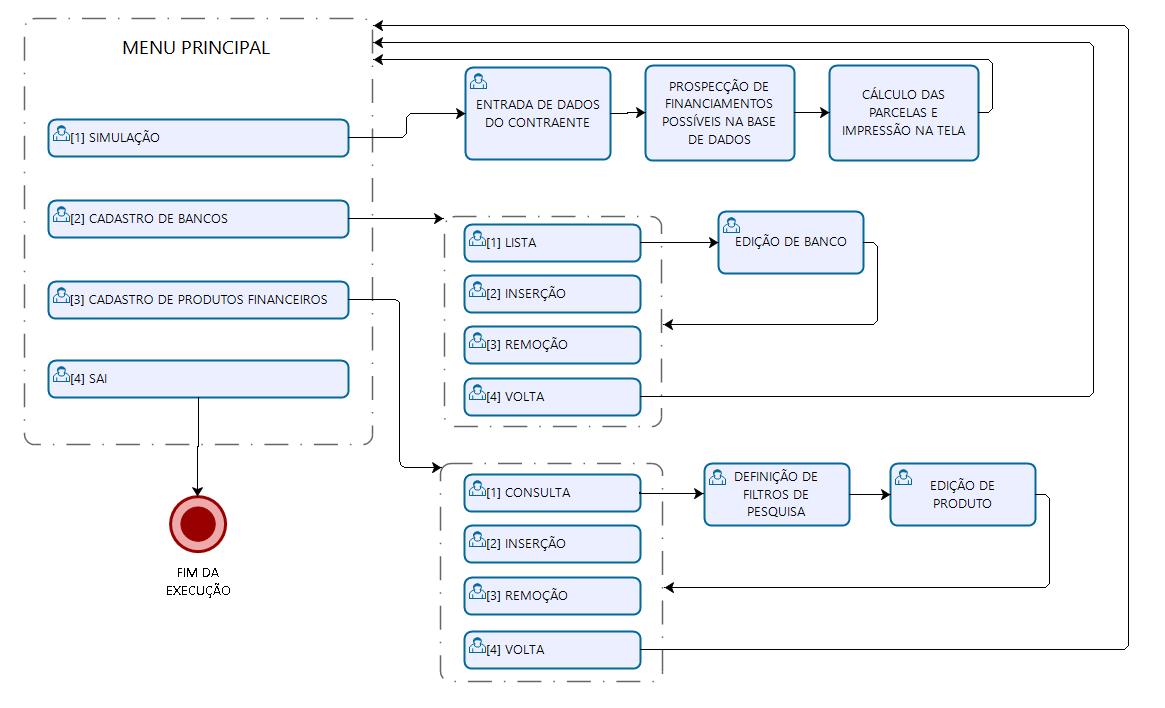 MENU PRINCIPAL
[1] SIMULAÇÃO
ENTRADA DE DADOS
DO CONTRAENTE
PROSPECÇÃO DE
FINANCIAMENTOS
POSSÍVEIS NA BASE
DE DADOS
CÁLCULO DAS
PARCELAS E
IMPRESSÃO NA TELA
[2] CADASTRO DE BANCOS
[1] LISTA
EDIÇÃO DE BANCO
[2] INSERÇÃO
[3] REMOÇÃO
[4] VOLTA
[3] CADASTRO DE PRODUTOS FINANCEIROS
[1] CONSULTA
DEFINIÇÃO DE
FILTROS DE
PESQUISA
EDIÇÃO DE
PRODUTO
[2] INSERÇÃO
[3] REMOÇÃO
[4] VOLTA
[4] SAI
FIM DA
EXECUÇÃO